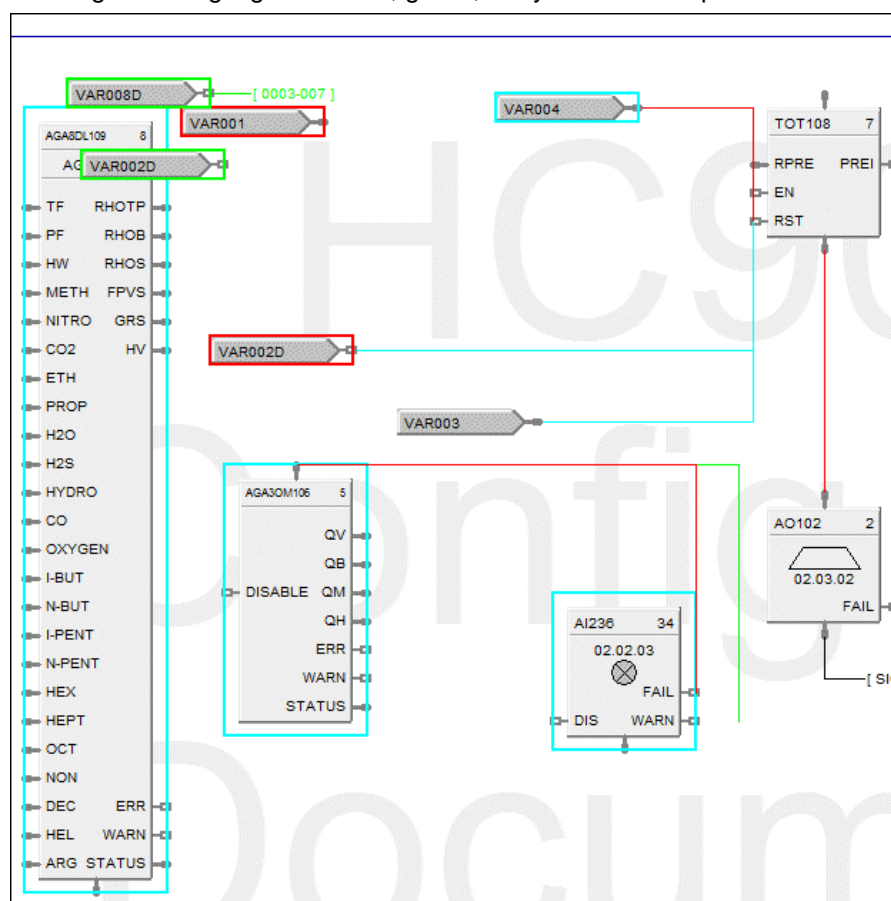 VAR008D
[ 0003-007 ]
VAR001
VAR004
AGA8DL109 8
AG
VAR002D
TOT108 7
RPRE PREI
EN
RST
TF RHOTP
PF RHOB
HW RHOS
METH FPVS
NITRO GRS
CO2 HV
ETH
PROP
H2O
H2S
HYDRO
CO
OXYGEN
I-BUT
N-BUT
I-PENT
N-PENT
HEX
HEPT
OCT
NON
DEC ERR
HEL WARN
ARG STATUS
VAR002D
VAR003
AGA3OM106 5
QV
QB
DISABLE QM
QH
ERR
WARN
STATUS
AI236 34
02.02.03
FAIL
DIS WARN
AO102 2
02.03.02
FAIL
[ SI
HC90
Config
Docum